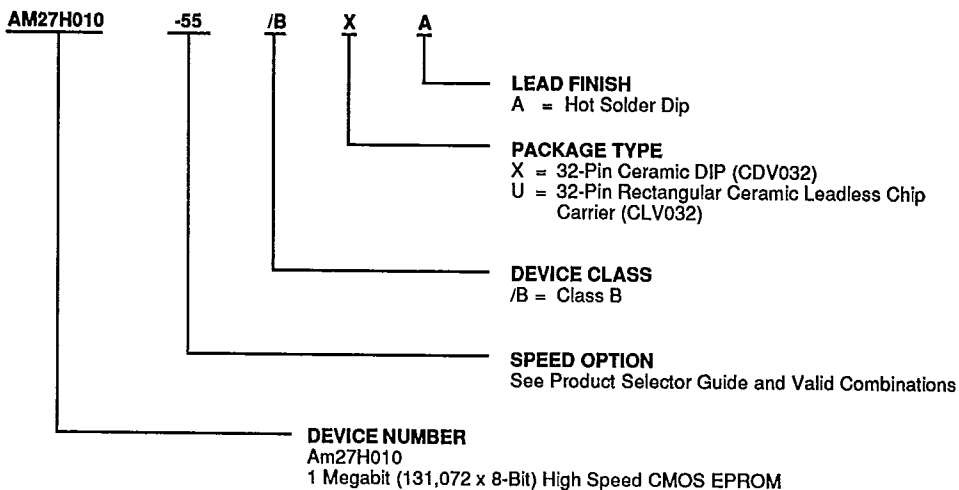 AM27H010 -55 /B X A
LEAD FINISH
A = Hot Solder Dip
PACKAGE TYPE
X = 32-Pin Ceramic DIP (CDV032)
U = 32-Pin Rectangular Ceramic Leadless Chip
Carrier (CLV032)
DEVICE CLASS
/B = Class B
SPEED OPTION
See Product Selector Guide and Valid Combinations
DEVICE NUMBER
Am27H010
1 Megabit (131,072 x 8-Bit) High Speed CMOS EPROM